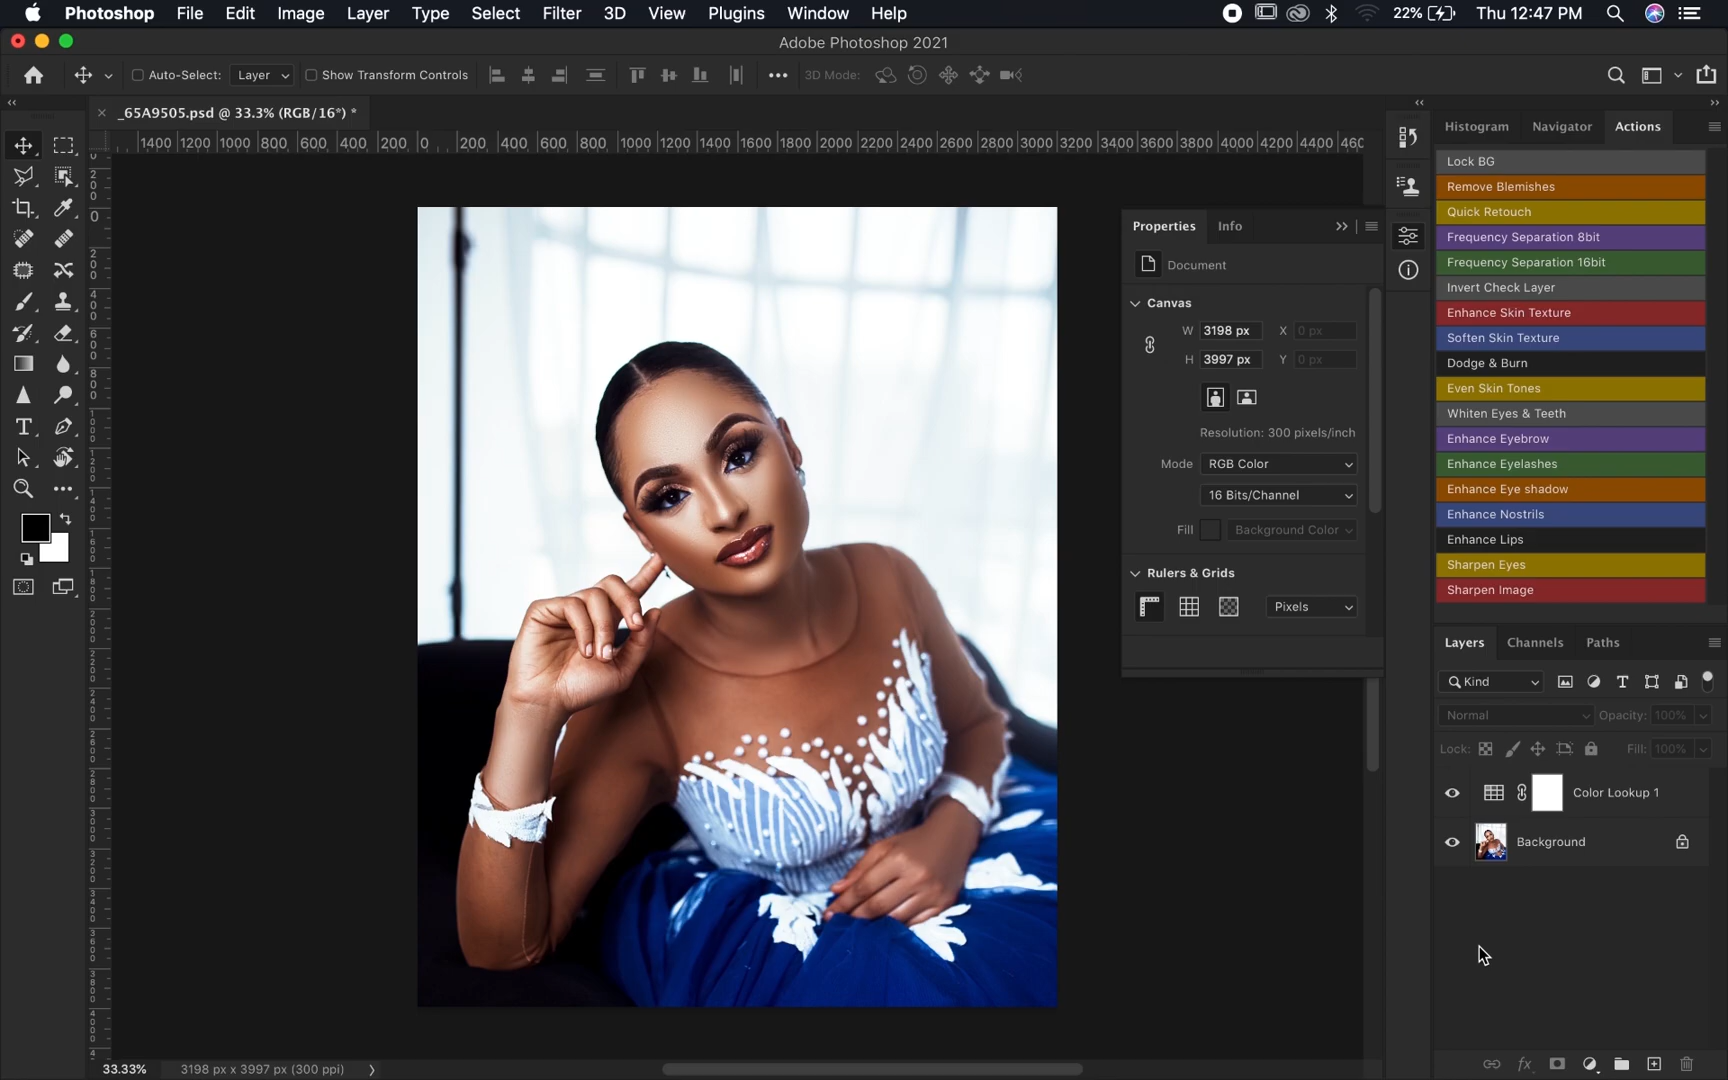 Photoshop File Edit Image Layer Type Select Filter 3D View Plugins Window Help 22% Thu 12:47 PM
Adobe Photoshop 2021
Auto-Select: Layer Show Transform Controls 3D Mode:
_65A9505.psd @ 33.3% (RGB/16*) *
1400 1200 1000 800 600 400 200 0 200 400 600 800 1000 1200 1400 1600 1800 2000 2200 2400 2600 2800 3000 3200 3400 3600 3800 4000 4200 4400
Histogram Navigator Actions
Lock BG
Remove Blemishes
Quick Retouch
Frequency Separation 8bit
Frequency Separation 16bit
Invert Check Layer
Enhance Skin Texture
Soften Skin Texture
Dodge & Burn
Even Skin Tones
Whiten Eyes & Teeth
Enhance Eyebrow
Enhance Eyelashes
Enhance Eye shadow
Enhance Nostrils
Enhance Lips
Sharpen Eyes
Sharpen Image
Properties Info
Document
Canvas
W 3198 px X 0 px
H 3997 px Y 0 px
Resolution: 300 pixels/inch
Mode RGB Color
16 Bits/Channel
Fill Background Color
Rulers & Grids
Pixels
Layers Channels Paths
Kind
Normal Opacity: 100%
Lock: Fill: 100%
Color Lookup 1
Background
33.33% 3198 px x 3997 px (300 ppi)